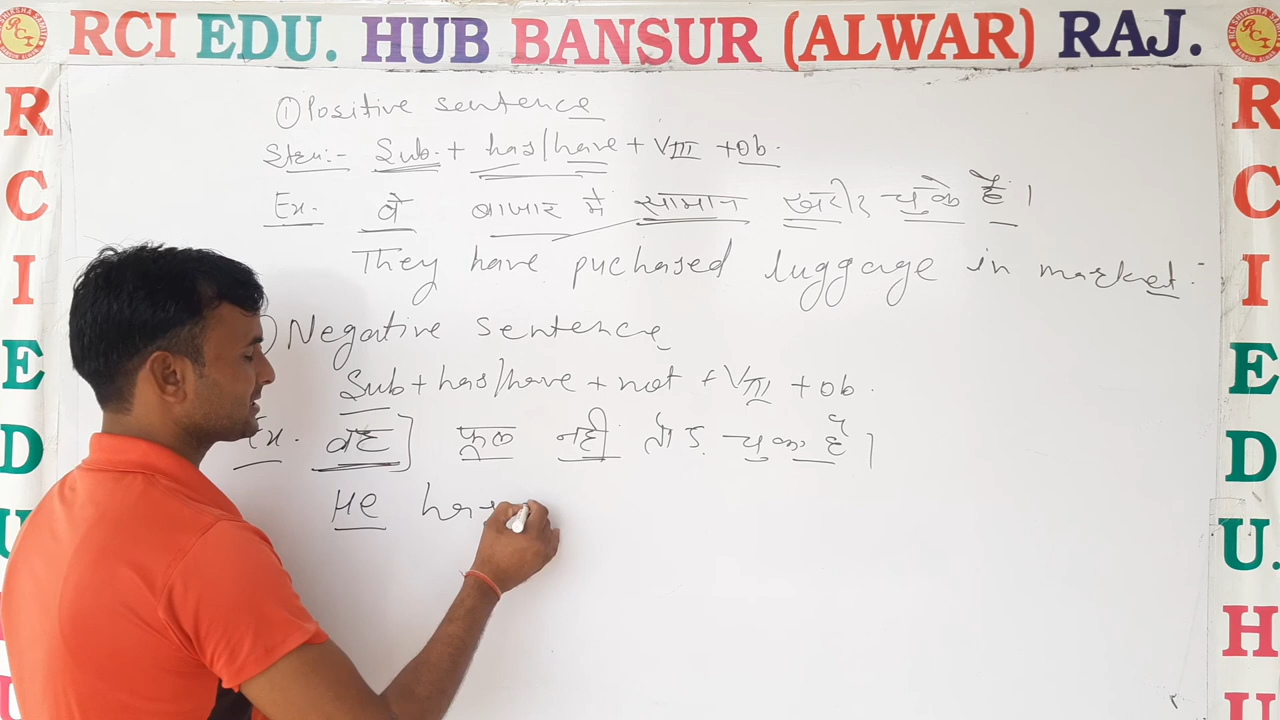 RCI EDU. HUB BANSUR (ALWAR) RAJ.
① Positive sentence
Sub. + has/have + VIII + ob.
Ex. वे बाजार में सामान खरीद चुके है।
They have puchased luggage in market.
Negative sentence
Sub + has/have + not + VIII + ob.
Ex. वह फूल नही तोड़ चुका है।
He has
R
C
I
E
D
U
R
C
I
E
D
U.
H
U